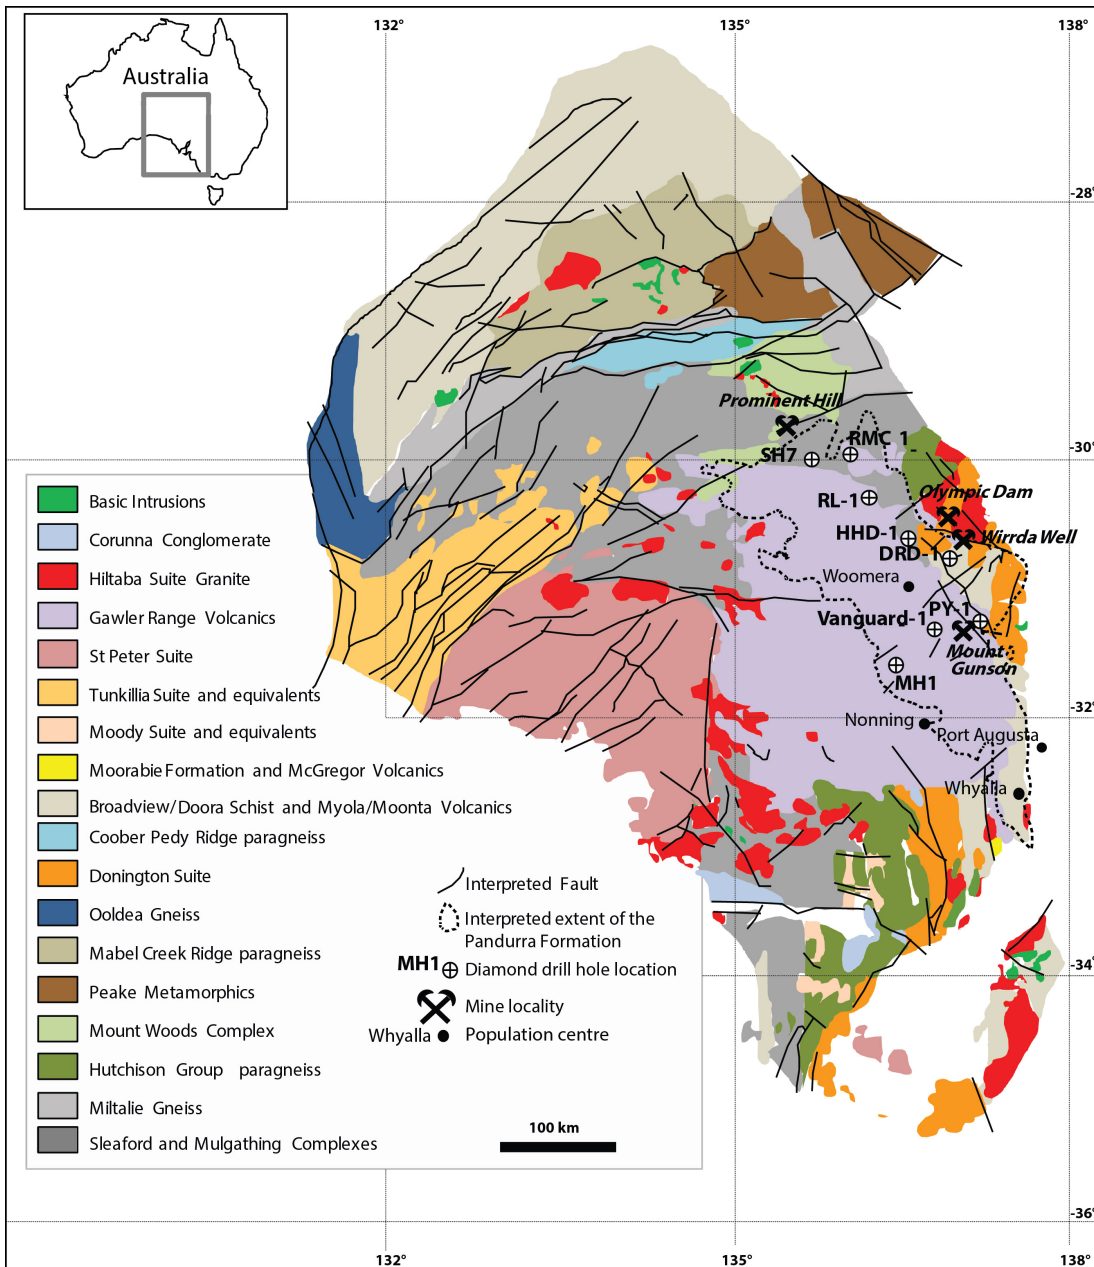 132°
135°
138°
Australia
-28°
Prominent Hill
RMC 1
SH7
-30°
RL-1
Olympic Dam
HHD-1
Wirrda Well
DRD-1
Woomera
Vanguard-1
PY-1
Mount
Gunson
MH1
-32°
Nonning
Port Augusta
Whyalla
-34°
-36°
Basic Intrusions
Corunna Conglomerate
Hiltaba Suite Granite
Gawler Range Volcanics
St Peter Suite
Tunkillia Suite and equivalents
Moody Suite and equivalents
Moorabie Formation and McGregor Volcanics
Broadview/Doora Schist and Myola/Moonta Volcanics
Coober Pedy Ridge paragneiss
Donington Suite
Ooldea Gneiss
Mabel Creek Ridge paragneiss
Peake Metamorphics
Mount Woods Complex
Hutchison Group paragneiss
Miltalie Gneiss
Sleaford and Mulgathing Complexes
Interpreted Fault
Interpreted extent of the
Pandurra Formation
MH1 Diamond drill hole location
Mine locality
Whyalla Population centre
100 km
132°
135°
138°